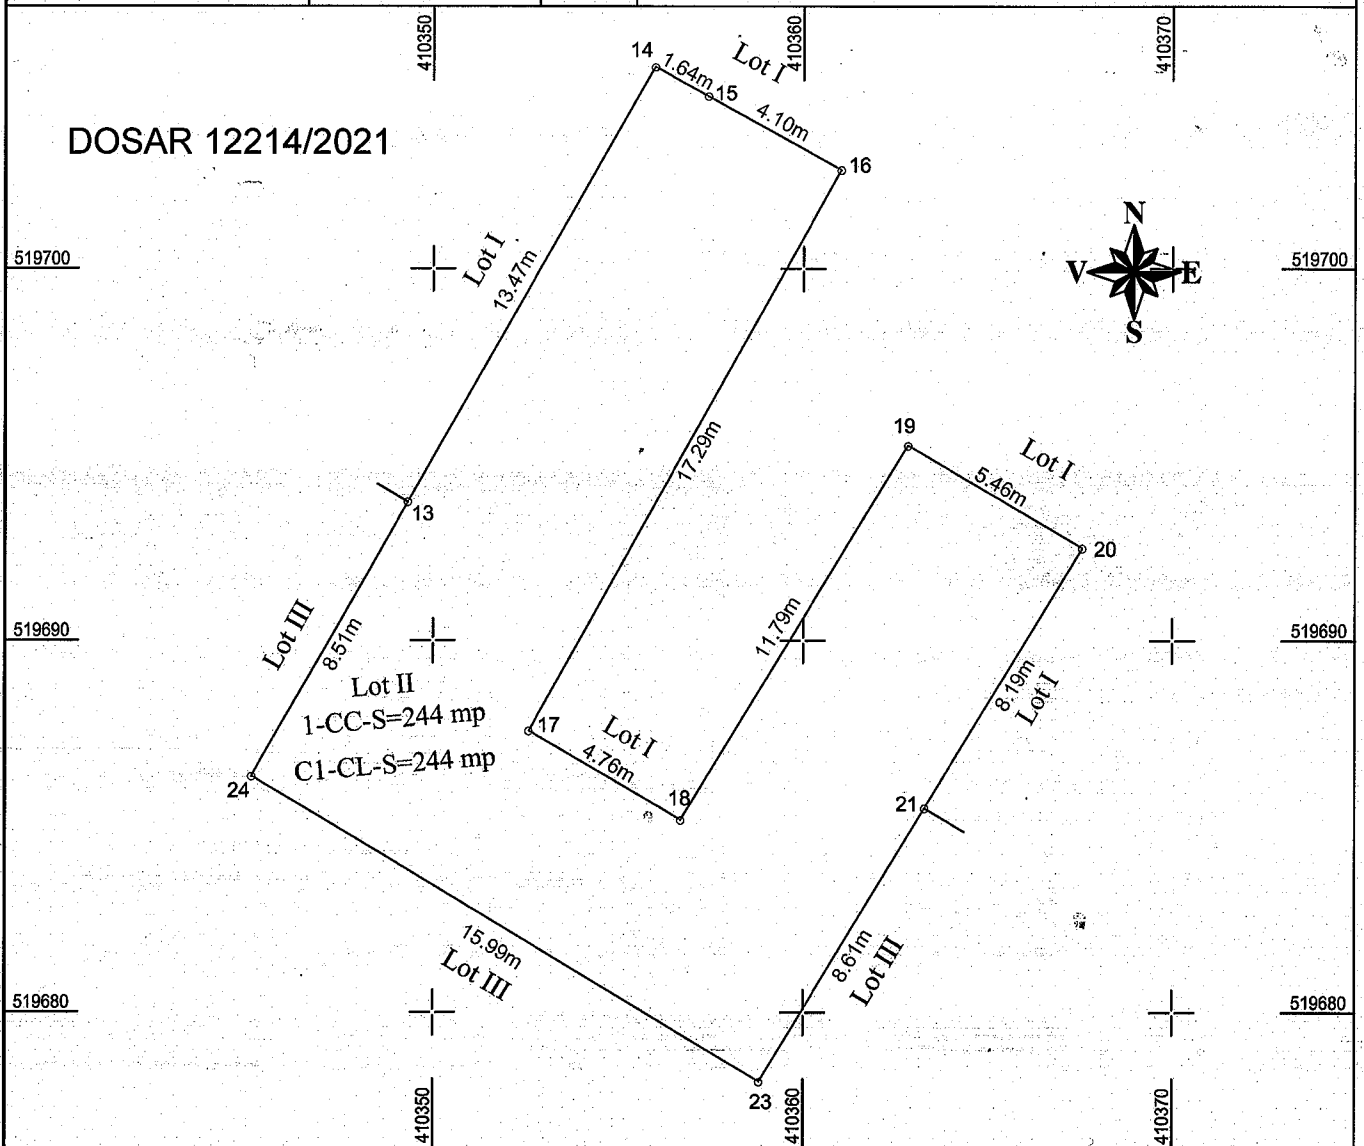 410350
410360
410370
14
1.64m
Lot I
15
4.10m
16
DOSAR 12214/2021
N
V
E
S
519700
519700
Lot I
13.47m
17.29m
13
19
Lot I
5.46m
20
Lot III
8.51m
11.79m
519690
519690
8.19m
Lot I
Lot II
1-CC-S=244 mp
C1-CL-S=244 mp
17
Lot I
4.76m
18
24
21
15.99m
Lot III
8.61m
Lot III
519680
519680
23
410350
410360
410370